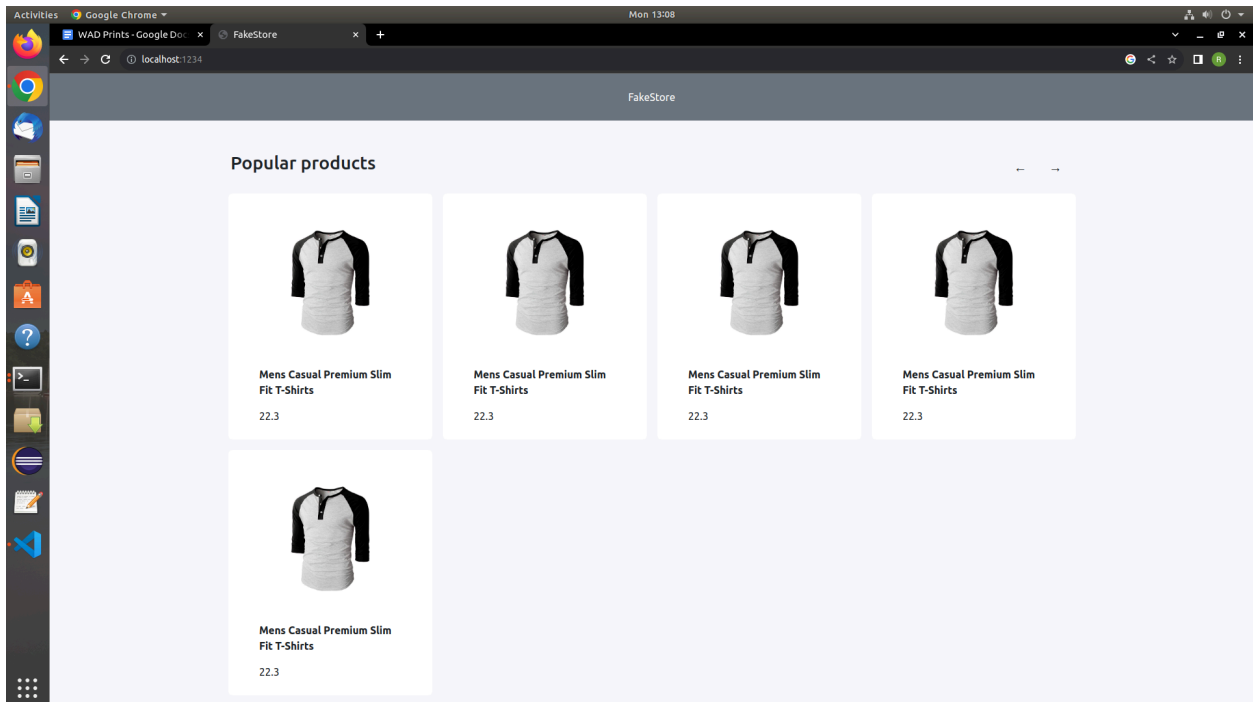 Activities Google Chrome Mon 13:08
WAD Prints - Google Doc FakeStore
localhost:1234 R
FakeStore
Popular products ← →
Mens Casual Premium Slim Mens Casual Premium Slim Mens Casual Premium Slim Mens Casual Premium Slim
Fit T-Shirts Fit T-Shirts Fit T-Shirts Fit T-Shirts
22.3 22.3 22.3 22.3
Mens Casual Premium Slim
Fit T-Shirts
22.3